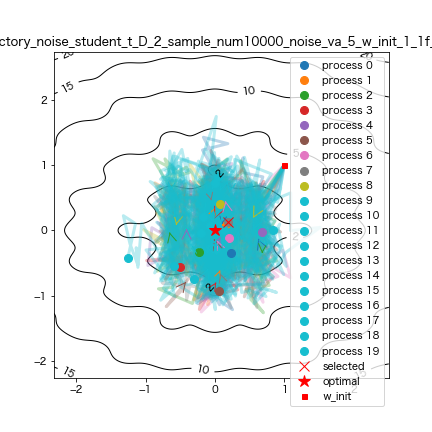 ctory_noise_student_t_D_2_sample_num10000_noise_va_5_w_init_1_1f_
process 0
process 1
process 2
process 3
process 4
process 5
process 6
process 7
process 8
process 9
process 10
process 11
process 12
process 13
process 14
process 15
process 16
process 17
process 18
process 19
selected
optimal
w_init
15
10
2
2
15
10
2
1
0
−1
−2
−2
−1
0
1